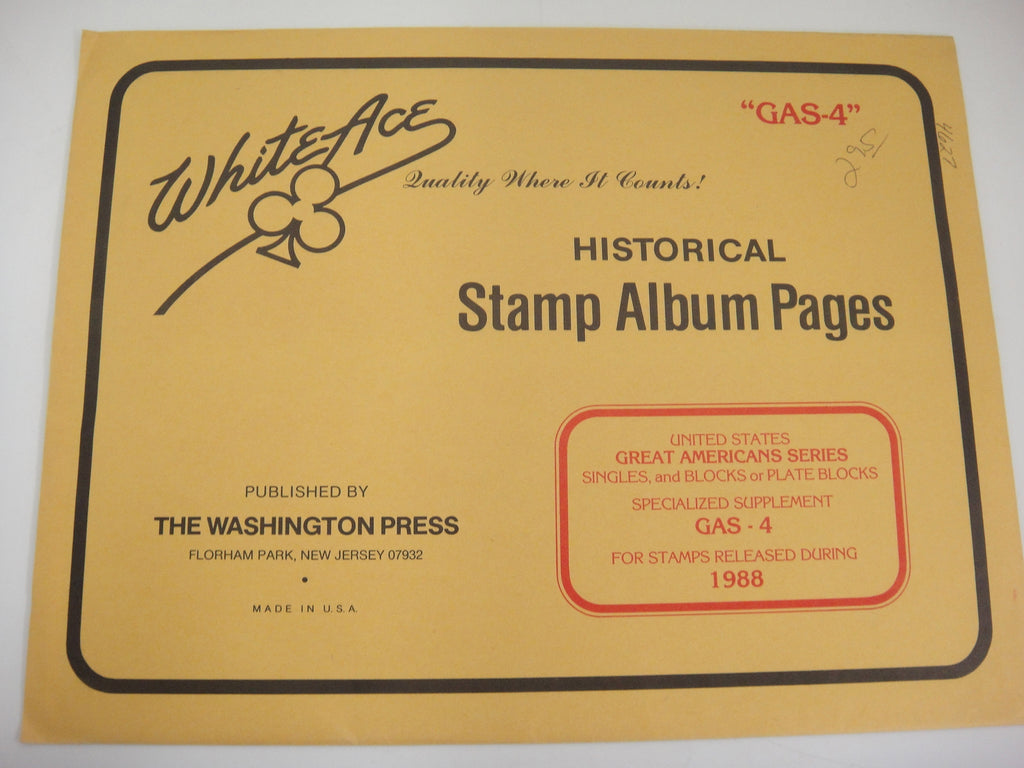 White Ace
Quality Where It Counts!
"GAS-4"
295/
4627
HISTORICAL
Stamp Album Pages
PUBLISHED BY
THE WASHINGTON PRESS
FLORHAM PARK, NEW JERSEY 07932
•
MADE IN U.S.A.
UNITED STATES
GREAT AMERICANS SERIES
SINGLES, and BLOCKS or PLATE BLOCKS
SPECIALIZED SUPPLEMENT
GAS - 4
FOR STAMPS RELEASED DURING
1988